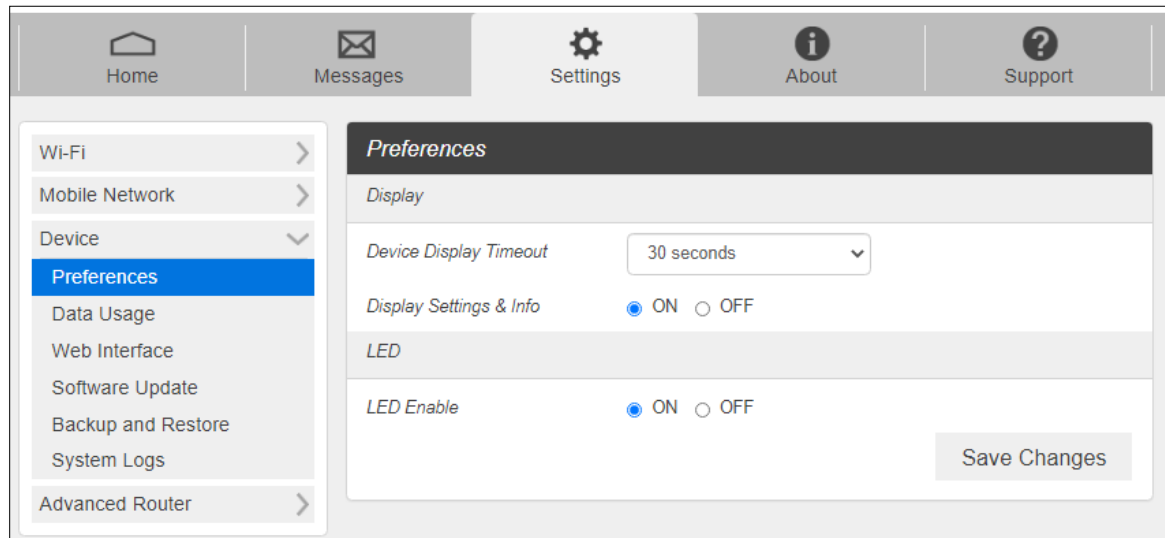 Home Messages Settings About Support
Wi-Fi
Mobile Network
Device
Preferences
Data Usage
Web Interface
Software Update
Backup and Restore
System Logs
Advanced Router
Preferences
Display
Device Display Timeout 30 seconds
Display Settings & Info ON OFF
LED
LED Enable ON OFF
Save Changes